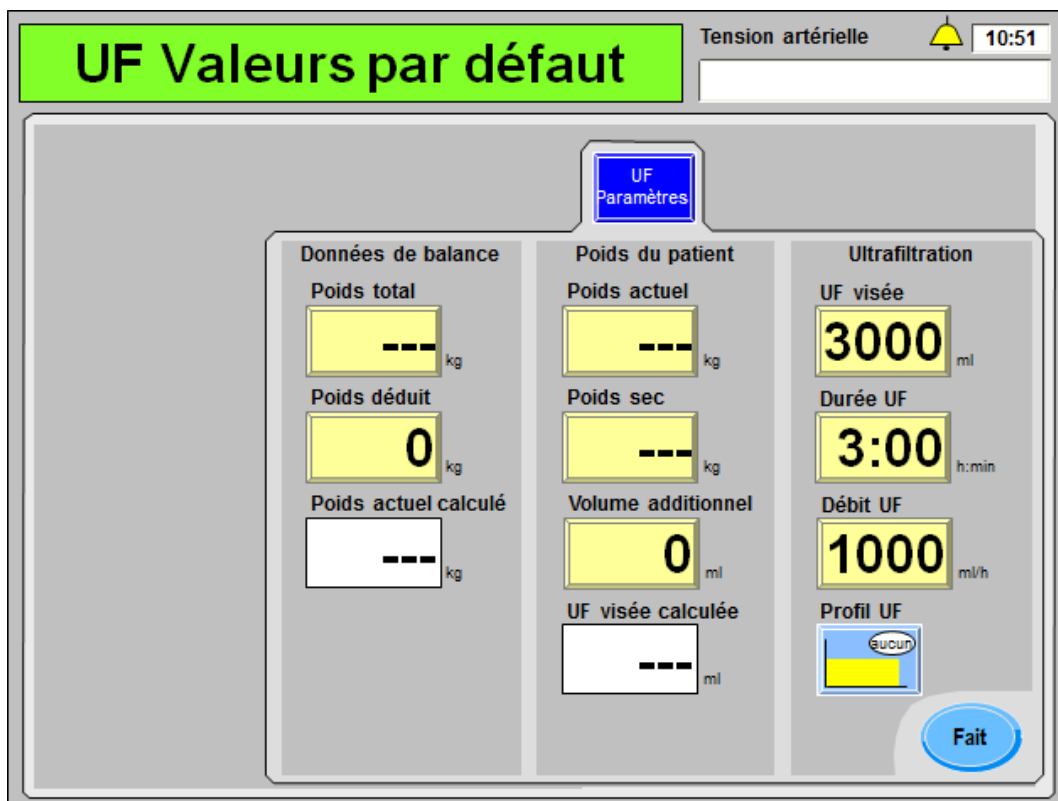 UF Valeurs par défaut
Tension artérielle
10:51
UF
Paramètres
Données de balance
Poids total
--- kg
Poids déduit
0 kg
Poids actuel calculé
--- kg
Poids du patient
Poids actuel
--- kg
Poids sec
--- kg
Volume additionnel
0 ml
UF visée calculée
--- ml
Ultrafiltration
UF visée
3000 ml
Durée UF
3:00 h:min
Débit UF
1000 ml/h
Profil UF
aucun
Fait